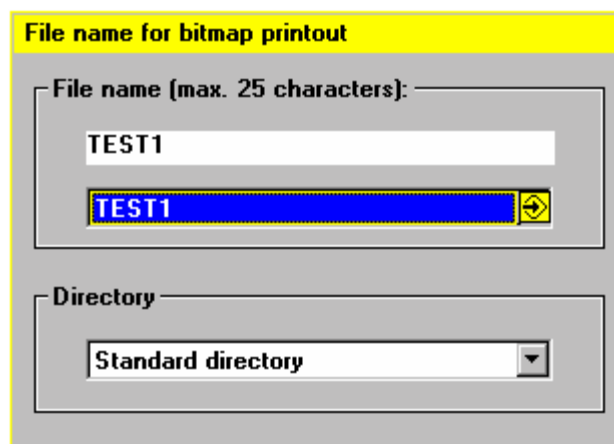 File name for bitmap printout
File name (max. 25 characters):
TEST1
TEST1
Directory
Standard directory